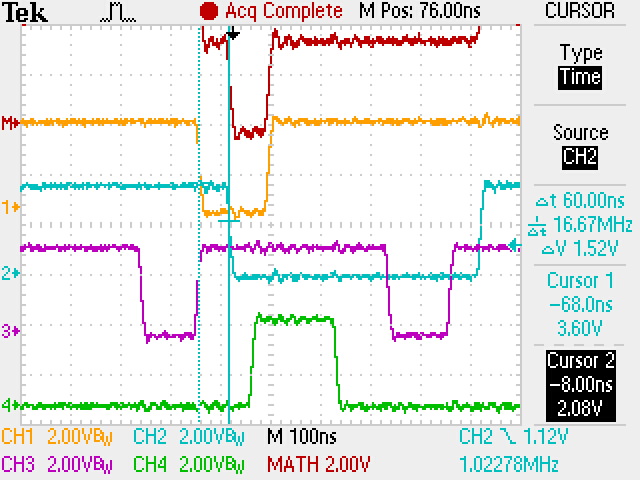 Tek Acq Complete M Pos: 76.00ns CURSOR
Type
Time
Source
CH2
M
1
2
3
4
Δt 60.00ns
1/Δt 16.67MHz
ΔV 1.52V
Cursor 1
-68.0ns
3.60V
Cursor 2
-8.00ns
2.08V
CH1 2.00VBW CH2 2.00VBW M 100ns CH2 1.12V
CH3 2.00VBW CH4 2.00VBW MATH 2.00V 1.02278MHz